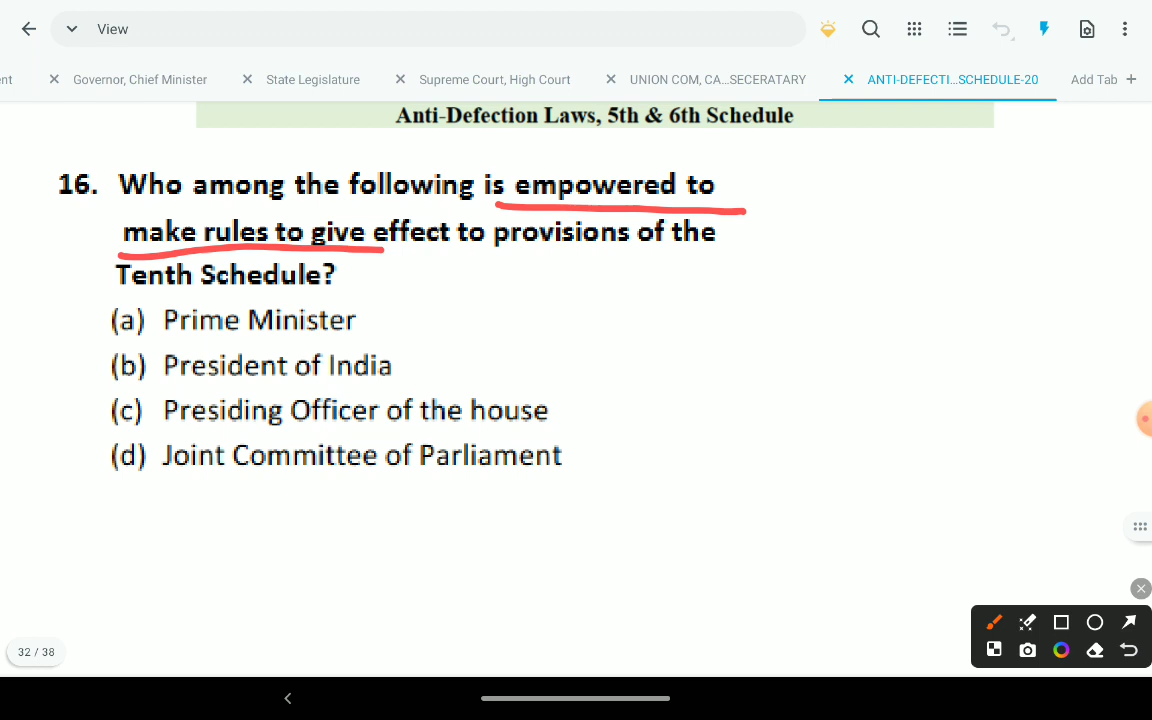 View
nt
Governor, Chief Minister
State Legislature
Supreme Court, High Court
UNION COM, CA...SECERATARY
ANTI-DEFECTI...SCHEDULE-20
Add Tab +
Anti-Defection Laws, 5th & 6th Schedule
16. Who among the following is empowered to
make rules to give effect to provisions of the
Tenth Schedule?
(a) Prime Minister
(b) President of India
(c) Presiding Officer of the house
(d) Joint Committee of Parliament
32 / 38